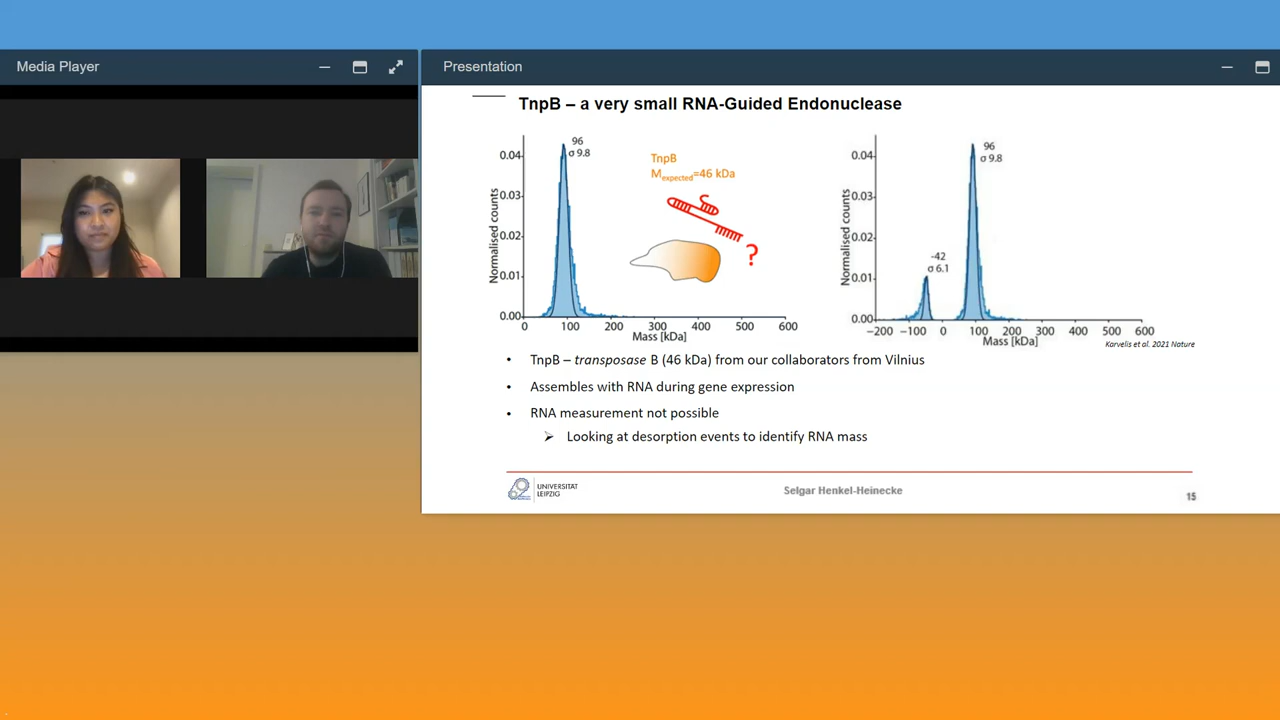 Media Player
Presentation
TnpB – a very small RNA-Guided Endonuclease
Normalised counts
0.04
0.03
0.02
0.01
0.00
96
σ 9.8
0
100
200
300
400
500
600
Mass [kDa]
TnpB
Mexpected=46 kDa
?
Normalised counts
0.04
0.03
0.02
0.01
0.00
-42
σ 6.1
96
σ 9.8
−200
−100
0
100
200
300
400
500
600
Mass [kDa]
Karvelis et al. 2021 Nature
• TnpB – transposase B (46 kDa) from our collaborators from Vilnius
• Assembles with RNA during gene expression
• RNA measurement not possible
➢ Looking at desorption events to identify RNA mass
UNIVERSITAT
LEIPZIG
Selgar Henkel-Heinecke
15